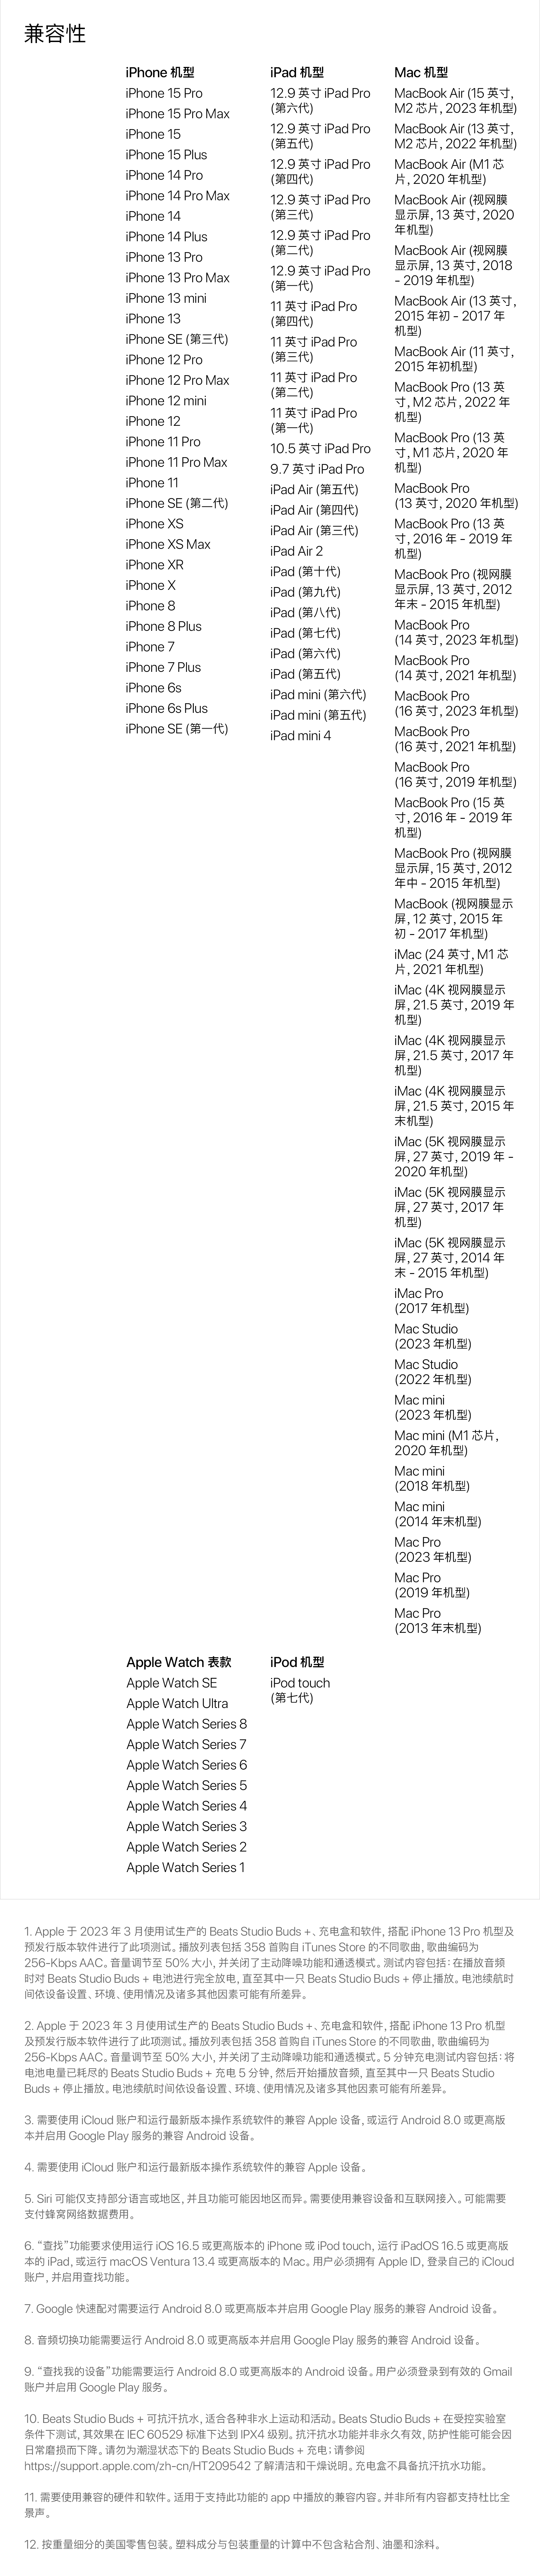 兼容性
iPhone 机型
iPhone 15 Pro
iPhone 15 Pro Max
iPhone 15
iPhone 15 Plus
iPhone 14 Pro
iPhone 14 Pro Max
iPhone 14
iPhone 14 Plus
iPhone 13 Pro
iPhone 13 Pro Max
iPhone 13 mini
iPhone 13
iPhone SE (第三代)
iPhone 12 Pro
iPhone 12 Pro Max
iPhone 12 mini
iPhone 12
iPhone 11 Pro
iPhone 11 Pro Max
iPhone 11
iPhone SE (第二代)
iPhone XS
iPhone XS Max
iPhone XR
iPhone X
iPhone 8
iPhone 8 Plus
iPhone 7
iPhone 7 Plus
iPhone 6s
iPhone 6s Plus
iPhone SE (第一代)
iPad 机型
12.9 英寸 iPad Pro
(第六代)
12.9 英寸 iPad Pro
(第五代)
12.9 英寸 iPad Pro
(第四代)
12.9 英寸 iPad Pro
(第三代)
12.9 英寸 iPad Pro
(第二代)
12.9 英寸 iPad Pro
(第一代)
11 英寸 iPad Pro
(第四代)
11 英寸 iPad Pro
(第三代)
11 英寸 iPad Pro
(第二代)
11 英寸 iPad Pro
(第一代)
10.5 英寸 iPad Pro
9.7 英寸 iPad Pro
iPad Air (第五代)
iPad Air (第四代)
iPad Air (第三代)
iPad Air 2
iPad (第十代)
iPad (第九代)
iPad (第八代)
iPad (第七代)
iPad (第六代)
iPad (第五代)
iPad mini (第六代)
iPad mini (第五代)
iPad mini 4
Mac 机型
MacBook Air (15 英寸,
M2 芯片, 2023 年机型)
MacBook Air (13 英寸,
M2 芯片, 2022 年机型)
MacBook Air (M1 芯
片, 2020 年机型)
MacBook Air (视网膜
显示屏, 13 英寸, 2020
年机型)
MacBook Air (视网膜
显示屏, 13 英寸, 2018
- 2019 年机型)
MacBook Air (13 英寸,
2015 年初 - 2017 年
机型)
MacBook Air (11 英寸,
2015 年初机型)
MacBook Pro (13 英
寸, M2 芯片, 2022 年
机型)
MacBook Pro (13 英
寸, M1 芯片, 2020 年
机型)
MacBook Pro
(13 英寸, 2020 年机型)
MacBook Pro (13 英
寸, 2016 年 - 2019 年
机型)
MacBook Pro (视网膜
显示屏, 13 英寸, 2012
年末 - 2015 年机型)
MacBook Pro
(14 英寸, 2023 年机型)
MacBook Pro
(14 英寸, 2021 年机型)
MacBook Pro
(16 英寸, 2023 年机型)
MacBook Pro
(16 英寸, 2021 年机型)
MacBook Pro
(16 英寸, 2019 年机型)
MacBook Pro (15 英
寸, 2016 年 - 2019 年
机型)
MacBook Pro (视网膜
显示屏, 15 英寸, 2012
年中 - 2015 年机型)
MacBook (视网膜显示
屏, 12 英寸, 2015 年
初 - 2017 年机型)
iMac (24 英寸, M1 芯
片, 2021 年机型)
iMac (4K 视网膜显示
屏, 21.5 英寸, 2019 年
机型)
iMac (4K 视网膜显示
屏, 21.5 英寸, 2017 年
机型)
iMac (4K 视网膜显示
屏, 21.5 英寸, 2015 年
末机型)
iMac (5K 视网膜显示
屏, 27 英寸, 2019 年 -
2020 年机型)
iMac (5K 视网膜显示
屏, 27 英寸, 2017 年
机型)
iMac (5K 视网膜显示
屏, 27 英寸, 2014 年
末 - 2015 年机型)
iMac Pro
(2017 年机型)
Mac Studio
(2023 年机型)
Mac Studio
(2022 年机型)
Mac mini
(2023 年机型)
Mac mini (M1 芯片,
2020 年机型)
Mac mini
(2018 年机型)
Mac mini
(2014 年末机型)
Mac Pro
(2023 年机型)
Mac Pro
(2019 年机型)
Mac Pro
(2013 年末机型)
Apple Watch 表款
Apple Watch SE
Apple Watch Ultra
Apple Watch Series 8
Apple Watch Series 7
Apple Watch Series 6
Apple Watch Series 5
Apple Watch Series 4
Apple Watch Series 3
Apple Watch Series 2
Apple Watch Series 1
iPod 机型
iPod touch
(第七代)
1. Apple 于 2023 年 3 月使用试生产的 Beats Studio Buds +、充电盒和软件, 搭配 iPhone 13 Pro 机型及
预发行版本软件进行了此项测试。播放列表包括 358 首购自 iTunes Store 的不同歌曲, 歌曲编码为
256-Kbps AAC。音量调节至 50% 大小, 并关闭了主动降噪功能和通透模式。测试内容包括: 在播放音频
时对 Beats Studio Buds + 电池进行完全放电, 直至其中一只 Beats Studio Buds + 停止播放。电池续航时
间依设备设置、环境、使用情况及诸多其他因素可能有所差异。
2. Apple 于 2023 年 3 月使用试生产的 Beats Studio Buds +、充电盒和软件, 搭配 iPhone 13 Pro 机型
及预发行版本软件进行了此项测试。播放列表包括 358 首购自 iTunes Store 的不同歌曲, 歌曲编码为
256-Kbps AAC。音量调节至 50% 大小, 并关闭了主动降噪功能和通透模式。5 分钟充电测试内容包括: 将
电池电量已耗尽的 Beats Studio Buds + 充电 5 分钟, 然后开始播放音频, 直至其中一只 Beats Studio
Buds + 停止播放。电池续航时间依设备设置、环境、使用情况及诸多其他因素可能有所差异。
3. 需要使用 iCloud 账户和运行最新版本操作系统软件的兼容 Apple 设备, 或运行 Android 8.0 或更高版
本并启用 Google Play 服务的兼容 Android 设备。
4. 需要使用 iCloud 账户和运行最新版本操作系统软件的兼容 Apple 设备。
5. Siri 可能仅支持部分语言或地区, 并且功能可能因地区而异。需要使用兼容设备和互联网接入。可能需要
支付蜂窝网络数据费用。
6. “查找”功能要求使用运行 iOS 16.5 或更高版本的 iPhone 或 iPod touch, 运行 iPadOS 16.5 或更高版
本的 iPad, 或运行 macOS Ventura 13.4 或更高版本的 Mac。用户必须拥有 Apple ID, 登录自己的 iCloud
账户, 并启用查找功能。
7. Google 快速配对需要运行 Android 8.0 或更高版本并启用 Google Play 服务的兼容 Android 设备。
8. 音频切换功能需要运行 Android 8.0 或更高版本并启用 Google Play 服务的兼容 Android 设备。
9. “查找我的设备”功能需要运行 Android 8.0 或更高版本的 Android 设备。用户必须登录到有效的 Gmail
账户并启用 Google Play 服务。
10. Beats Studio Buds + 可抗汗抗水, 适合各种非水上运动和活动。Beats Studio Buds + 在受控实验室
条件下测试, 其效果在 IEC 60529 标准下达到 IPX4 级别。抗汗抗水功能并非永久有效, 防护性能可能会因
日常磨损而下降。请勿为潮湿状态下的 Beats Studio Buds + 充电; 请参阅
https://support.apple.com/zh-cn/HT209542 了解清洁和干燥说明。充电盒不具备抗汗抗水功能。
11. 需要使用兼容的硬件和软件。适用于支持此功能的 app 中播放的兼容内容。并非所有内容都支持杜比全
景声。
12. 按重量细分的美国零售包装。塑料成分与包装重量的计算中不包含粘合剂、油墨和涂料。